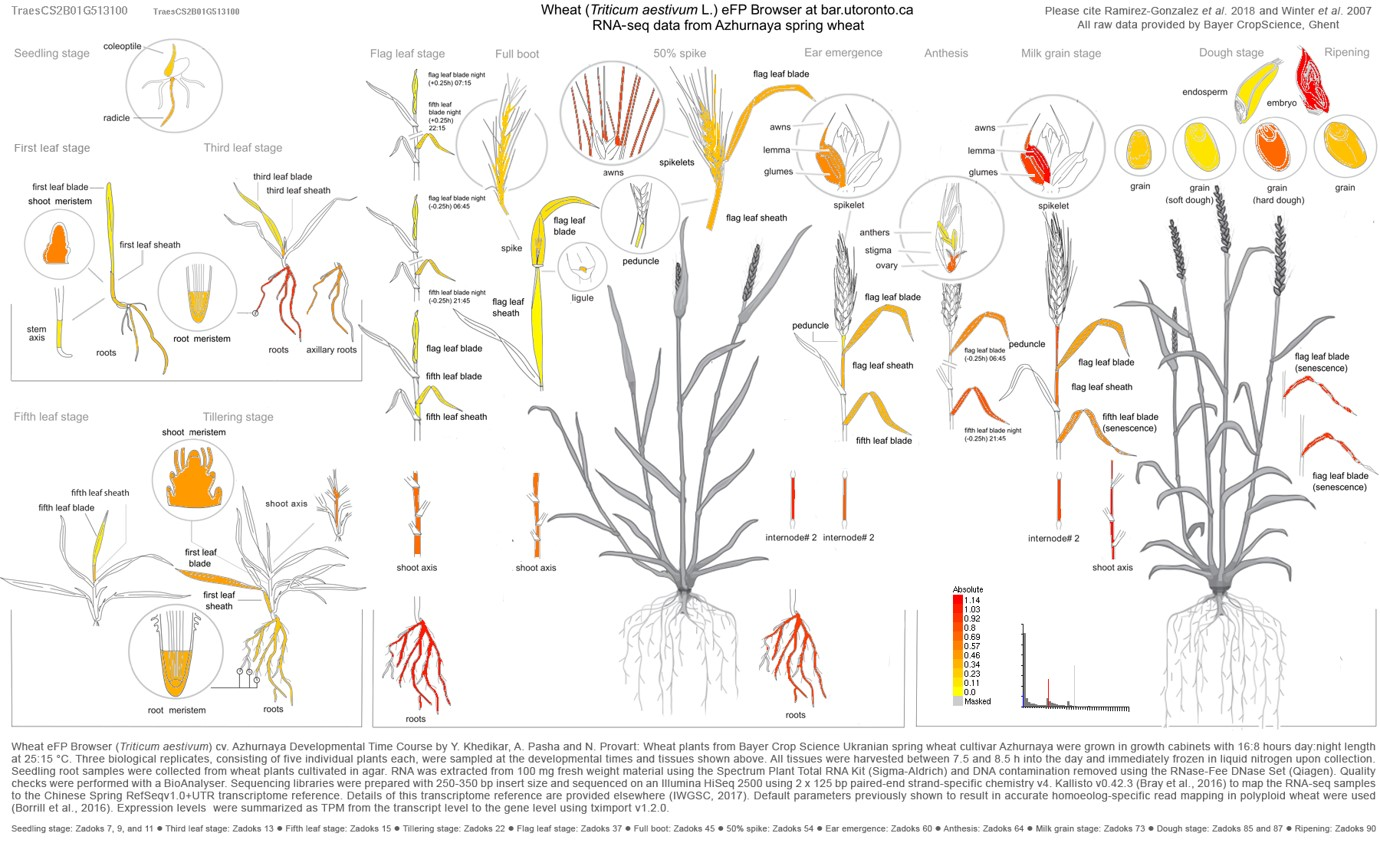 TraesCS2B01G513100
TraesCS2B01G513100
Wheat (Triticum aestivum L.) eFP Browser at bar.utoronto.ca
RNA-seq data from Azhurnaya spring wheat
Please cite Ramirez-Gonzalez et al. 2018 and Winter et al. 2007
All raw data provided by Bayer CropScience, Ghent
Seedling stage
coleoptile
radicle
First leaf stage
first leaf blade
shoot meristem
first leaf sheath
stem
axis
roots
Third leaf stage
third leaf blade
third leaf sheath
root meristem
roots
axillary roots
Fifth leaf stage
fifth leaf sheath
fifth leaf blade
Tillering stage
shoot meristem
shoot axis
first leaf
blade
first leaf
sheath
root meristem
roots
Flag leaf stage
flag leaf blade night
(+0.25h) 07:15
fifth leaf
blade night
(+0.25h)
22:15
flag leaf blade night
(-0.25h) 06:45
fifth leaf blade night
(-0.25h) 21:45
flag leaf blade
fifth leaf blade
fifth leaf sheath
shoot axis
roots
Full boot
spike
flag leaf
blade
ligule
flag leaf
sheath
shoot axis
50% spike
awns
spikelets
flag leaf blade
flag leaf sheath
peduncle
Ear emergence
awns
lemma
glumes
spikelet
peduncle
flag leaf blade
flag leaf sheath
fifth leaf blade
internode# 2
internode# 2
roots
Anthesis
anthers
stigma
ovary
flag leaf blade
(-0.25h) 06:45
fifth leaf blade night
(-0.25h) 21:45
Milk grain stage
awns
lemma
glumes
spikelet
peduncle
flag leaf blade
flag leaf sheath
fifth leaf blade
(senescence)
internode# 2
shoot axis
Dough stage
endosperm
embryo
grain
grain
(soft dough)
grain
(hard dough)
Ripening
grain
flag leaf blade
(senescence)
flag leaf blade
(senescence)
Absolute
1.14
1.03
0.92
0.8
0.69
0.57
0.46
0.34
0.23
0.11
0.0
Masked
Wheat eFP Browser (Triticum aestivum) cv. Azhurnaya Developmental Time Course by Y. Khedikar, A. Pasha and N. Provart: Wheat plants from Bayer Crop Science Ukranian spring wheat cultivar Azhurnaya were grown in growth cabinets with 16:8 hours day:night length
at 25:15 °C. Three biological replicates, consisting of five individual plants each, were sampled at the developmental times and tissues shown above. All tissues were harvested between 7.5 and 8.5 h into the day and immediately frozen in liquid nitrogen upon collection.
Seedling root samples were collected from wheat plants cultivated in agar. RNA was extracted from 100 mg fresh weight material using the Spectrum Plant Total RNA Kit (Sigma-Aldrich) and DNA contamination removed using the RNase-Fee DNase Set (Qiagen). Quality
checks were performed with a BioAnalyser. Sequencing libraries were prepared with 250-350 bp insert size and sequenced on an Illumina HiSeq 2500 using 2 x 125 bp paired-end strand-specific chemistry v4. Kallisto v0.42.3 (Bray et al., 2016) to map the RNA-seq samples
to the Chinese Spring RefSeqv1.0+UTR transcriptome reference. Details of this transcriptome reference are provided elsewhere (IWGSC, 2017). Default parameters previously shown to result in accurate homoeolog-specific read mapping in polyploid wheat were used
(Borrill et al., 2016). Expression levels were summarized as TPM from the transcript level to the gene level using tximport v1.2.0.
Seedling stage: Zadoks 7, 9, and 11 ● Third leaf stage: Zadoks 13 ● Fifth leaf stage: Zadoks 15 ● Tillering stage: Zadoks 22 ● Flag leaf stage: Zadoks 37 ● Full boot: Zadoks 45 ● 50% spike: Zadoks 54 ● Ear emergence: Zadoks 60 ● Anthesis: Zadoks 64 ● Milk grain stage: Zadoks 73 ● Dough stage: Zadoks 85 and 87 ● Ripening: Zadoks 90